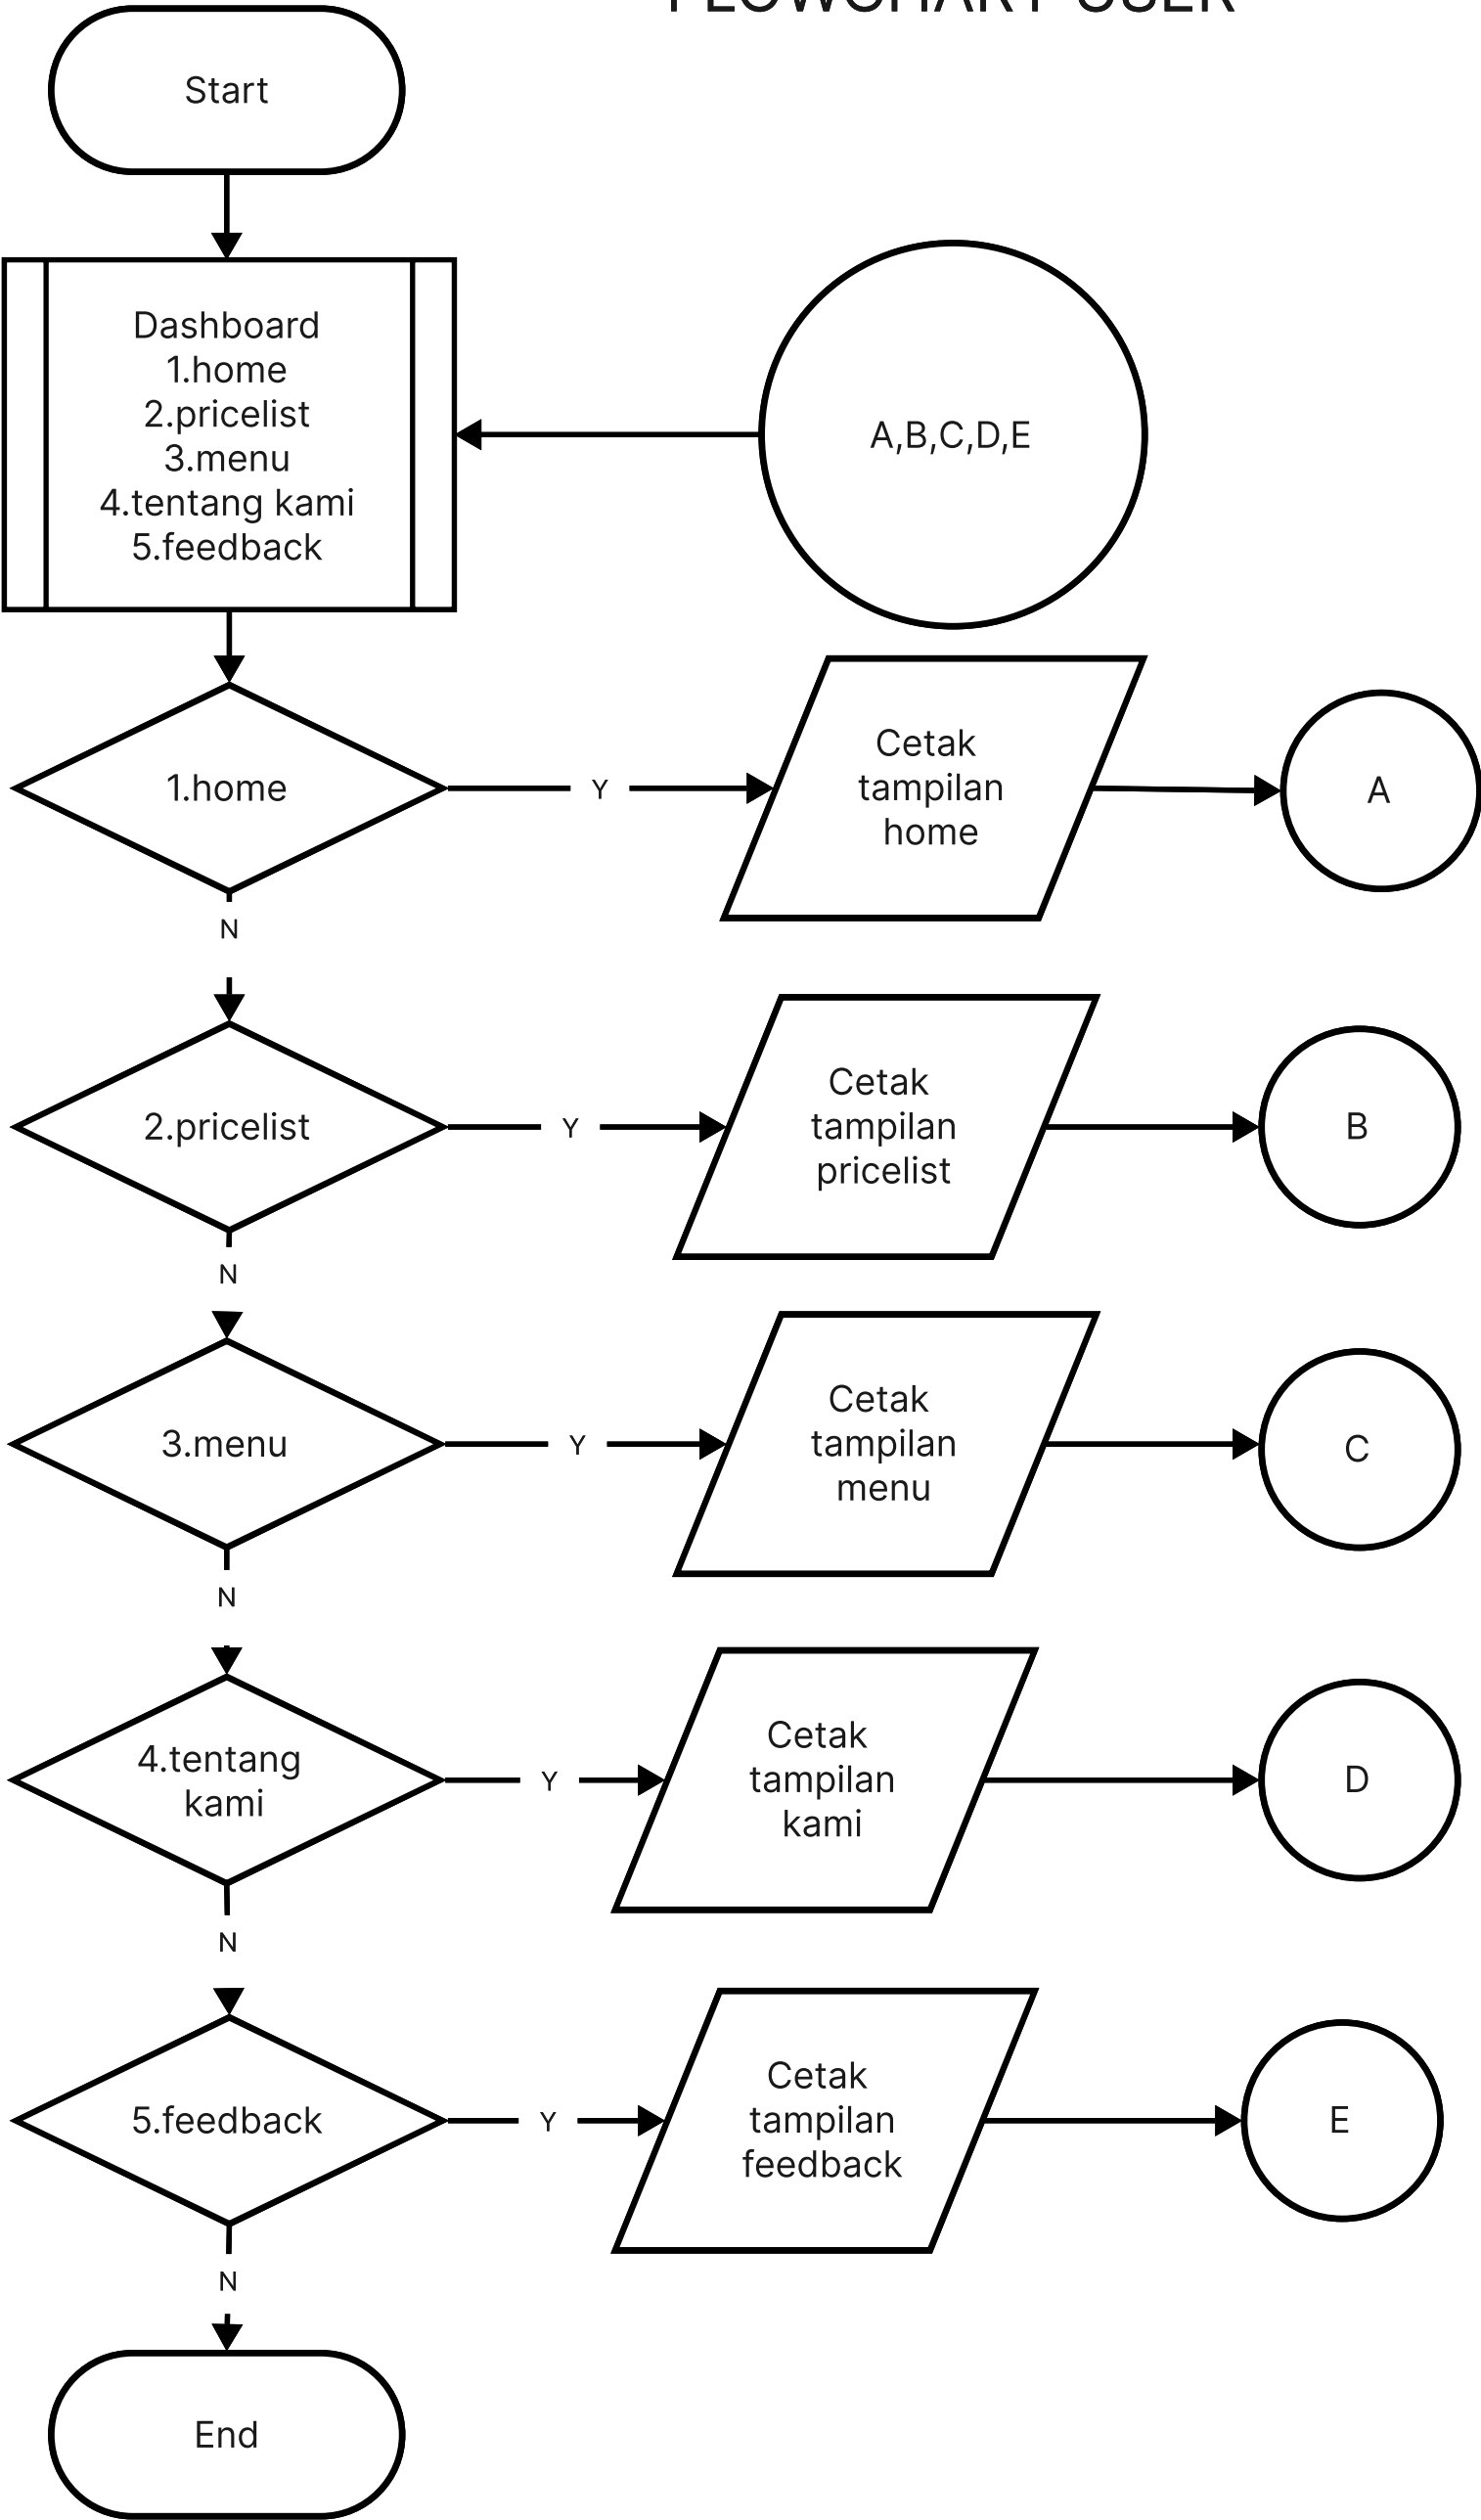 FLOWCHART USER
Start
Dashboard
1.home
2.pricelist
3.menu
4.tentang kami
5.feedback
A,B,C,D,E
1.home
Y
Cetak
tampilan
home
A
N
2.pricelist
Y
Cetak
tampilan
pricelist
B
N
3.menu
Y
Cetak
tampilan
menu
C
N
4.tentang
kami
Y
Cetak
tampilan
kami
D
N
5.feedback
Y
Cetak
tampilan
feedback
E
N
End